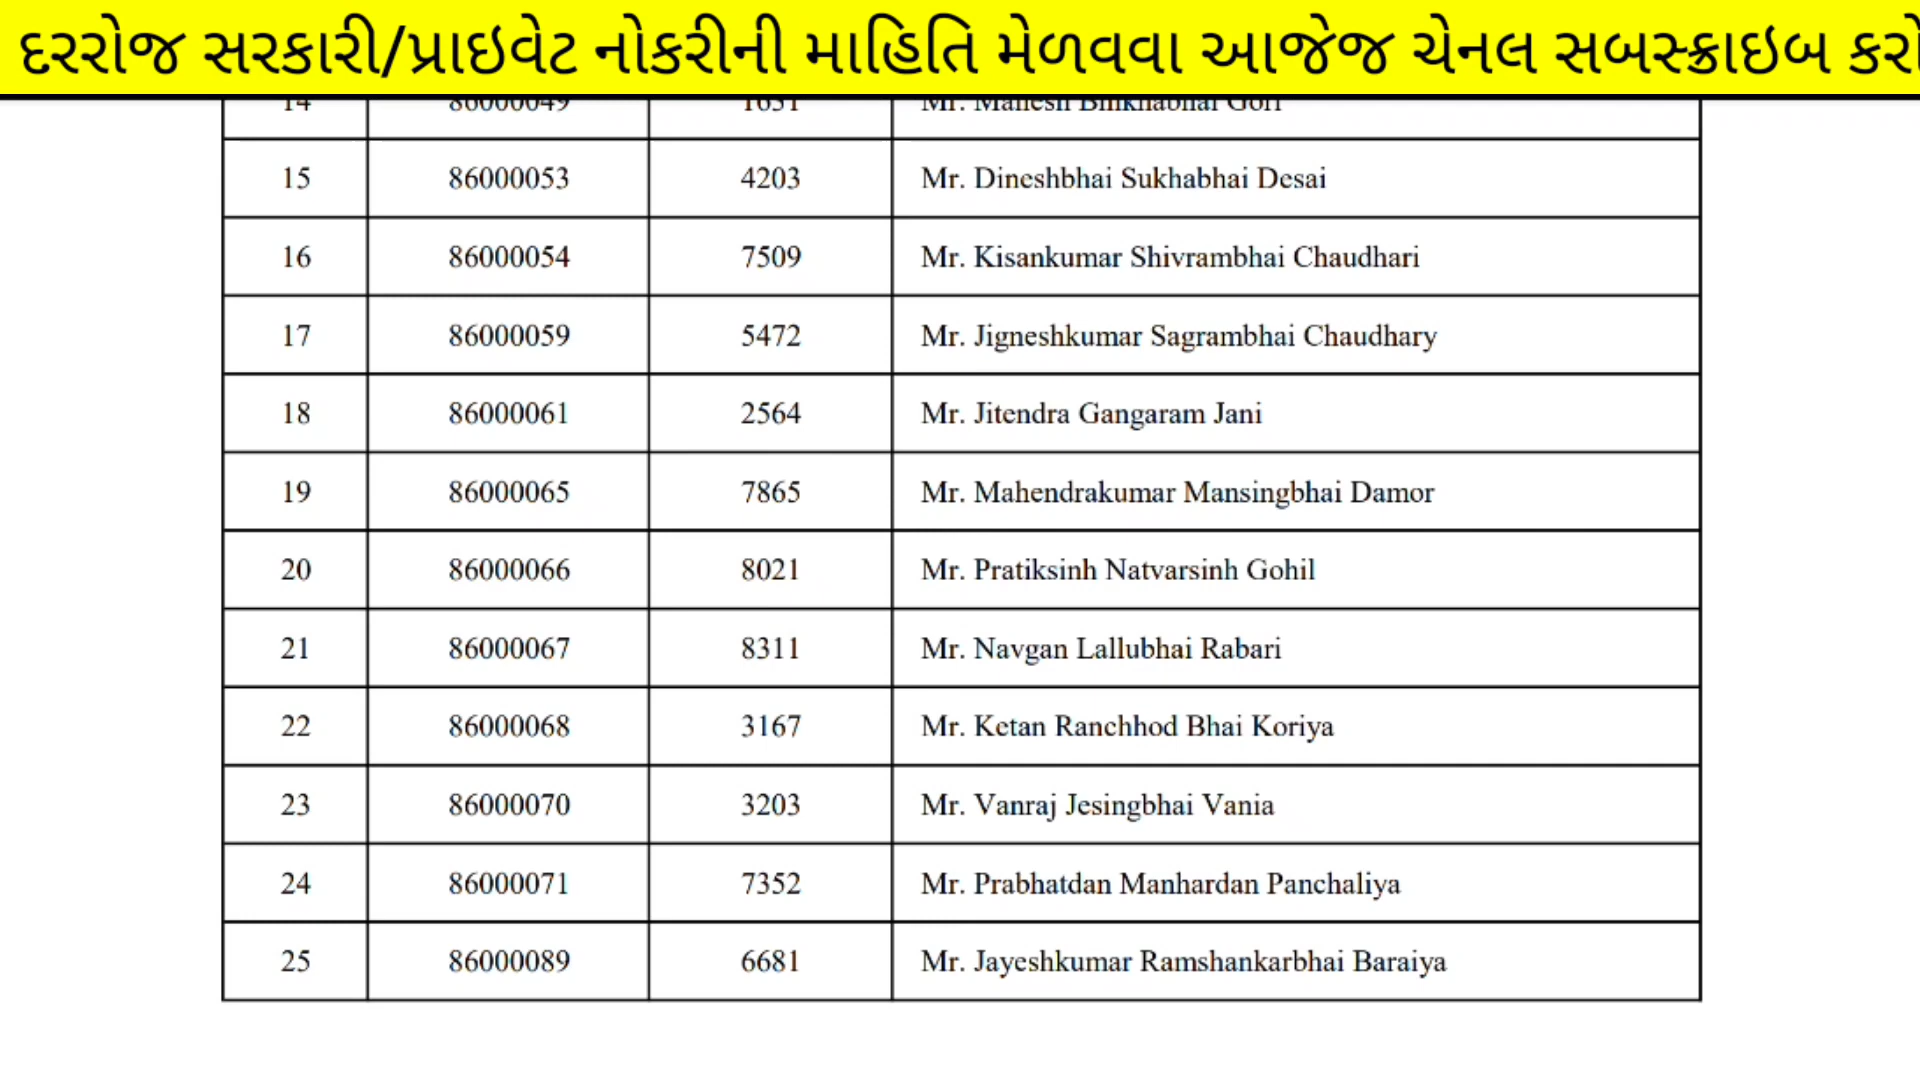 દરરોજ સરકારી/પ્રાઇવેટ નોકરીની માહિતિ મેળવવા આજેજ ચેનલ સબસ્ક્રાઇબ કરો
14 86000049 1651 Mr. Mahesh Bhikhabhai Gori
15 86000053 4203 Mr. Dineshbhai Sukhabhai Desai
16 86000054 7509 Mr. Kisankumar Shivrambhai Chaudhari
17 86000059 5472 Mr. Jigneshkumar Sagrambhai Chaudhary
18 86000061 2564 Mr. Jitendra Gangaram Jani
19 86000065 7865 Mr. Mahendrakumar Mansingbhai Damor
20 86000066 8021 Mr. Pratiksinh Natvarsinh Gohil
21 86000067 8311 Mr. Navgan Lallubhai Rabari
22 86000068 3167 Mr. Ketan Ranchhod Bhai Koriya
23 86000070 3203 Mr. Vanraj Jesingbhai Vania
24 86000071 7352 Mr. Prabhatdan Manhardan Panchaliya
25 86000089 6681 Mr. Jayeshkumar Ramshankarbhai Baraiya